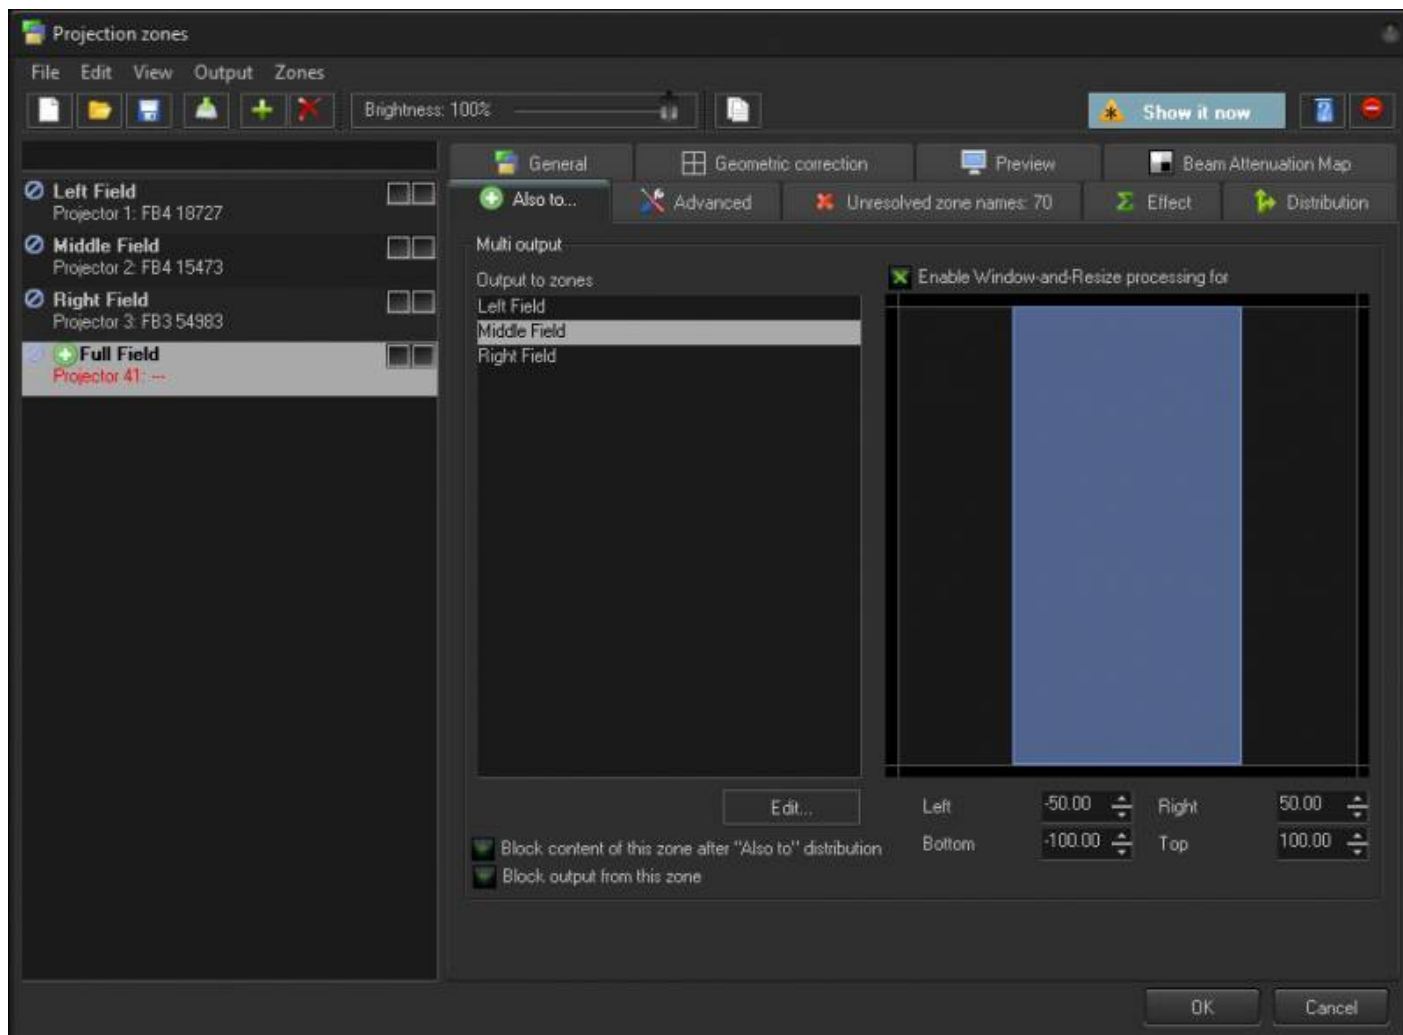 Projection zones
File Edit View Output Zones
Brightness: 100%
Show it now
General Geometric correction Preview Beam Attenuation Map
Also to... Advanced Unresolved zone names: 70 Effect Distribution
Left Field
Projector 1: FB4 18727
Middle Field
Projector 2: FB4 15473
Right Field
Projector 3: FB3 54983
Full Field
Projector 41: ---
Multi output
Output to zones
Enable Window-and-Resize processing for
Left Field
Middle Field
Right Field
Edit...
Left -50.00 Right 50.00
Bottom -100.00 Top 100.00
Block content of this zone after "Also to" distribution
Block output from this zone
OK Cancel